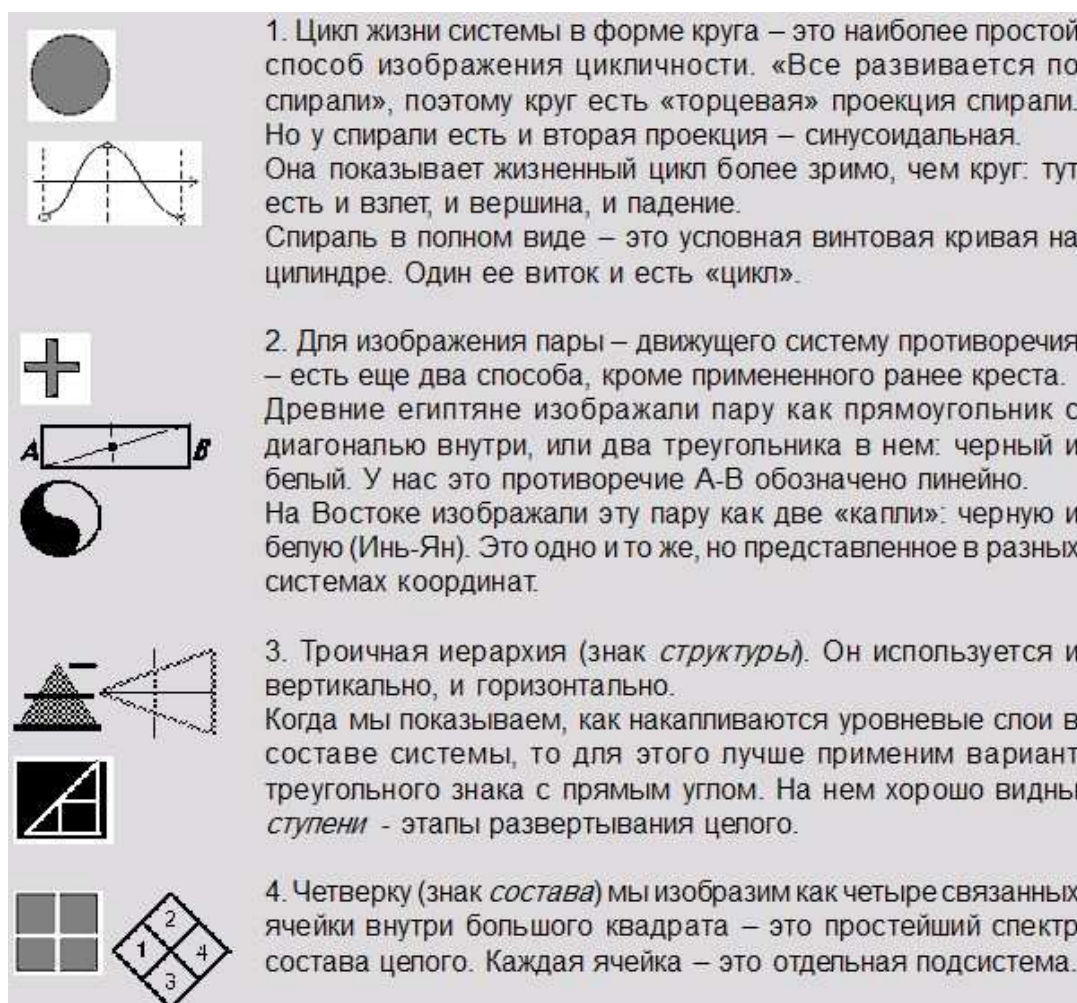 1. Цикл жизни системы в форме круга – это наиболее простой
способ изображения цикличности. «Все развивается по
спирали», поэтому круг есть «торцевая» проекция спирали.
Но у спирали есть и вторая проекция – синусоидальная.
Она показывает жизненный цикл более зримо, чем круг: тут
есть и взлет, и вершина, и падение.
Спираль в полном виде – это условная винтовая кривая на
цилиндре. Один ее виток и есть «цикл».
2. Для изображения пары – движущего систему противоречия
– есть еще два способа, кроме примененного ранее креста.
Древние египтяне изображали пару как прямоугольник с
диагональю внутри, или два треугольника в нем: черный и
белый. У нас это противоречие А-В обозначено линейно.
На Востоке изображали эту пару как две «капли»: черную и
белую (Инь-Ян). Это одно и то же, но представленное в разных
системах координат.
A B
3. Троичная иерархия (знак структуры). Он используется и
вертикально, и горизонтально.
Когда мы показываем, как накапливаются уровневые слои в
составе системы, то для этого лучше применим вариант
треугольного знака с прямым углом. На нем хорошо видны
ступени - этапы развертывания целого.
4. Четверку (знак состава) мы изобразим как четыре связанных
ячейки внутри большого квадрата – это простейший спектр
состава целого. Каждая ячейка – это отдельная подсистема.
2
1 4
3